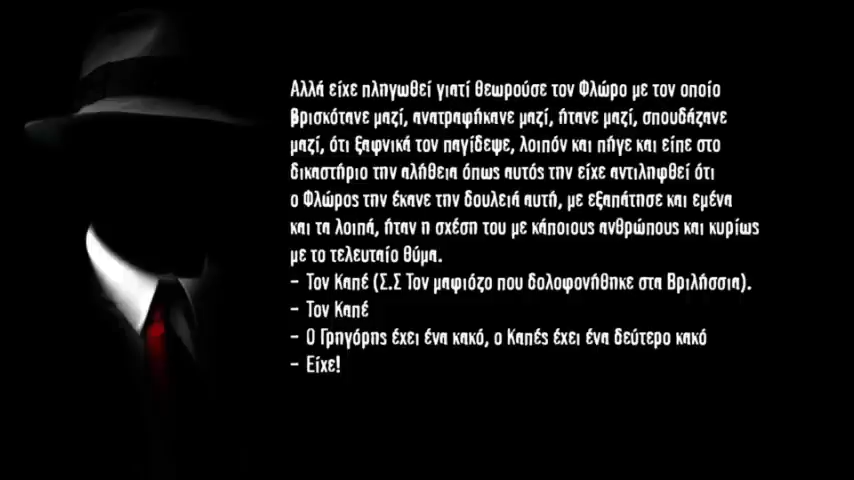 Αλλά είχε πληγωθεί γιατί θεωρούσε τον Φλώρο με τον οποίο
βρισκότανε μαζί, ανατραφήκανε μαζί, ήτανε μαζί, σπουδάζανε
μαζί, ότι ξαφνικά τον παγίδεψε, λοιπόν και πήγε και είπε στο
δικαστήριο την αλήθεια όπως αυτός την είχε αντιληφθεί ότι
ο Φλώρος την έκανε την δουλειά αυτή, με εξαπάτησε και εμένα
και τα λοιπά, ήταν η σχέση του με κάποιους ανθρώπους και κυρίως
με το τελευταίο θύμα.
- Τον Καπέ (Σ.Σ Τον μαφιόζο που δολοφονήθηκε στα Βριλήσσια).
- Τον Καπέ
- Ο Γρηγόρης έχει ένα κακό, ο Καπές έχει ένα δεύτερο κακό
- Είχε!